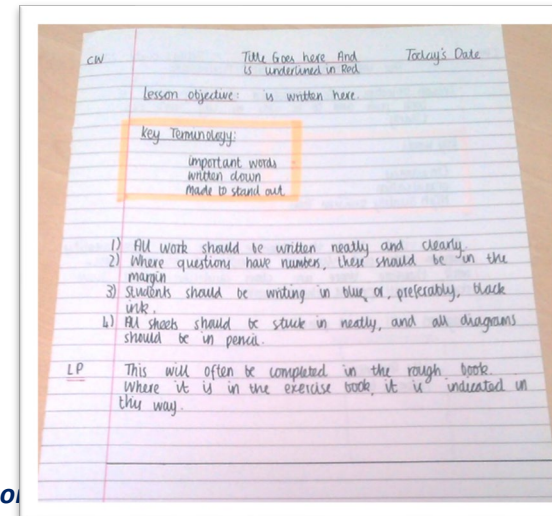 CW Title Goes here And Today's Date
is underlined in Red
Lesson objective: is written here.
Key Terminology:
important words
written down
Made to stand out
1) All work should be written neatly and clearly.
2) Where questions have numbers, these should be in the
margin
3) Students should be writing in blue, or, preferably, black
ink.
4) All sheets should be stuck in neatly, and all diagrams
should be in pencil.
LP This will often be completed in the rough book.
Where it is in the exercise book, it is indicated in
this way.